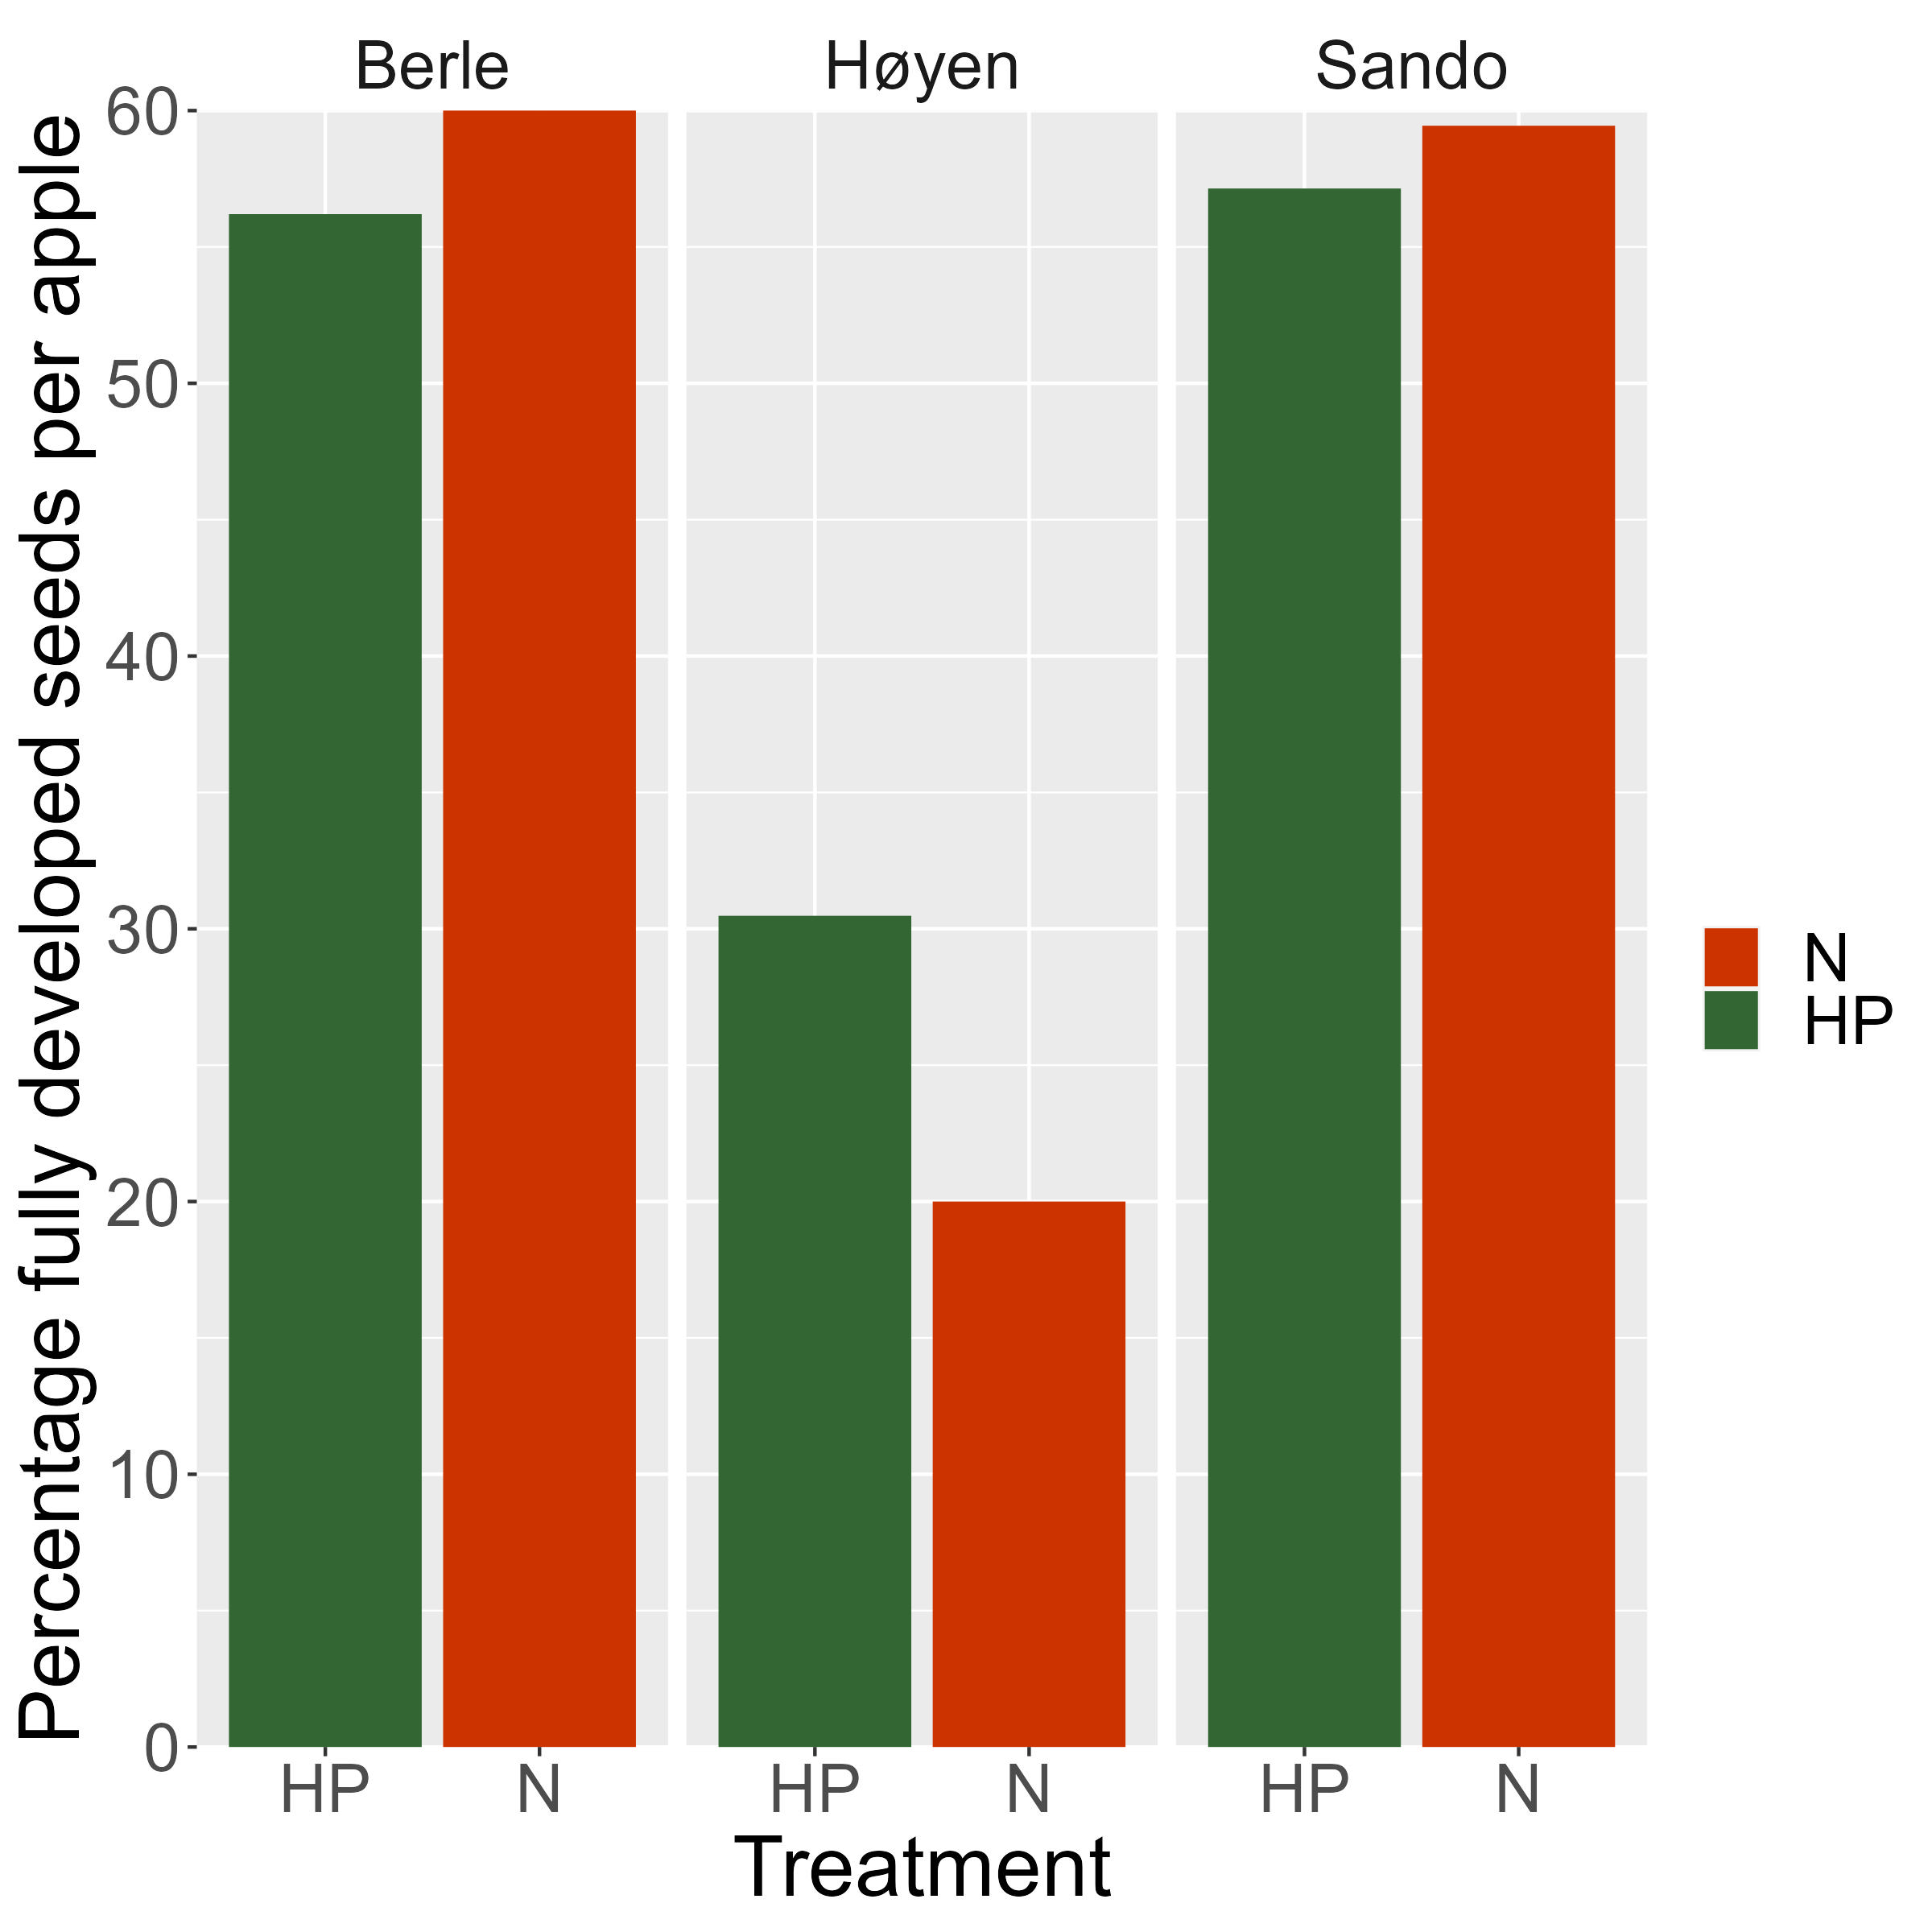 Berle
Høyen
Sando
Percentage fully developed seeds per apple
60
50
40
30
20
10
0
HP N HP N HP N
Treatment
N
HP